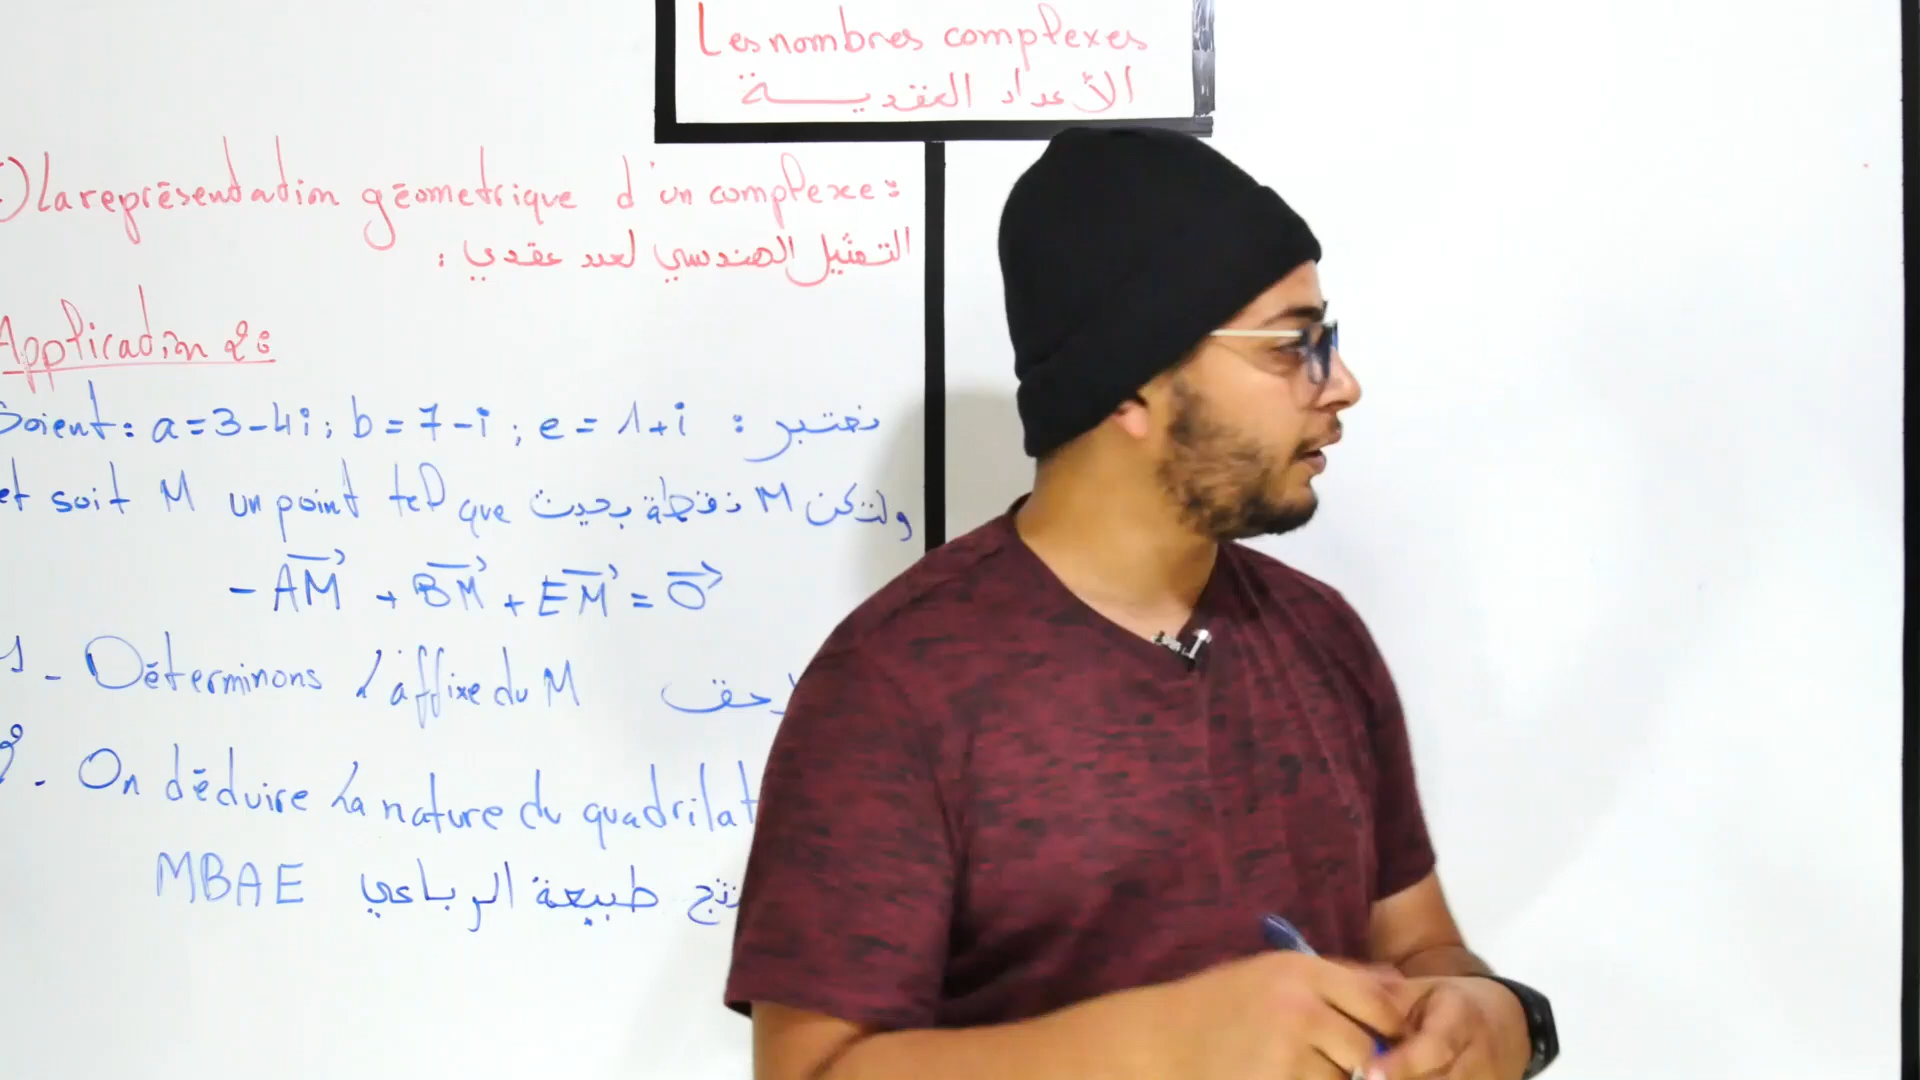 Les nombres complexes
الأعداد العقدية
La représentation géometrique d'un complexe:
التمثيل الهندسي لعدد عقدي :
Application 2:
Soient: a=3-4i; b=7-i; e=1+i نعتبر :
et soit M un point tel que ولتكن M نقطة بحيث
-AM⃗ + BM⃗ + EM⃗ = O⃗
1- Déterminons l'affixe du M
2- On déduire la nature du
MBAE طبيعة الرباعي